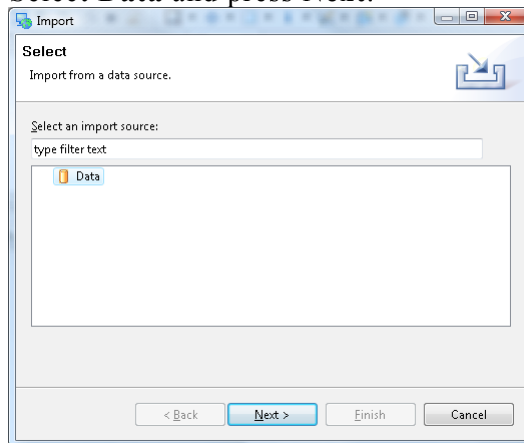 Select Data and press Next.
Import
Select
Import from a data source.
Select an import source:
type filter text
Data
< Back Next > Finish Cancel